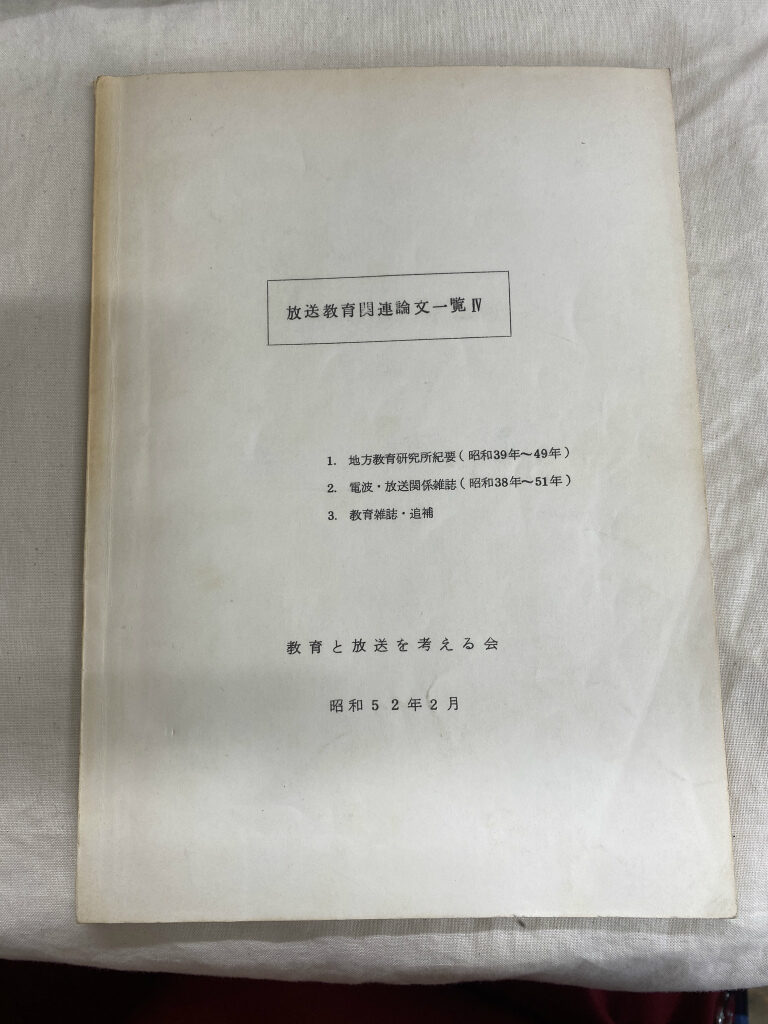 放送教育関連論文一覧Ⅳ
1. 地方教育研究所紀要(昭和39年〜49年)
2. 電波・放送関係雑誌(昭和38年〜51年)
3. 教育雑誌・追補
教育と放送を考える会
昭和52年2月